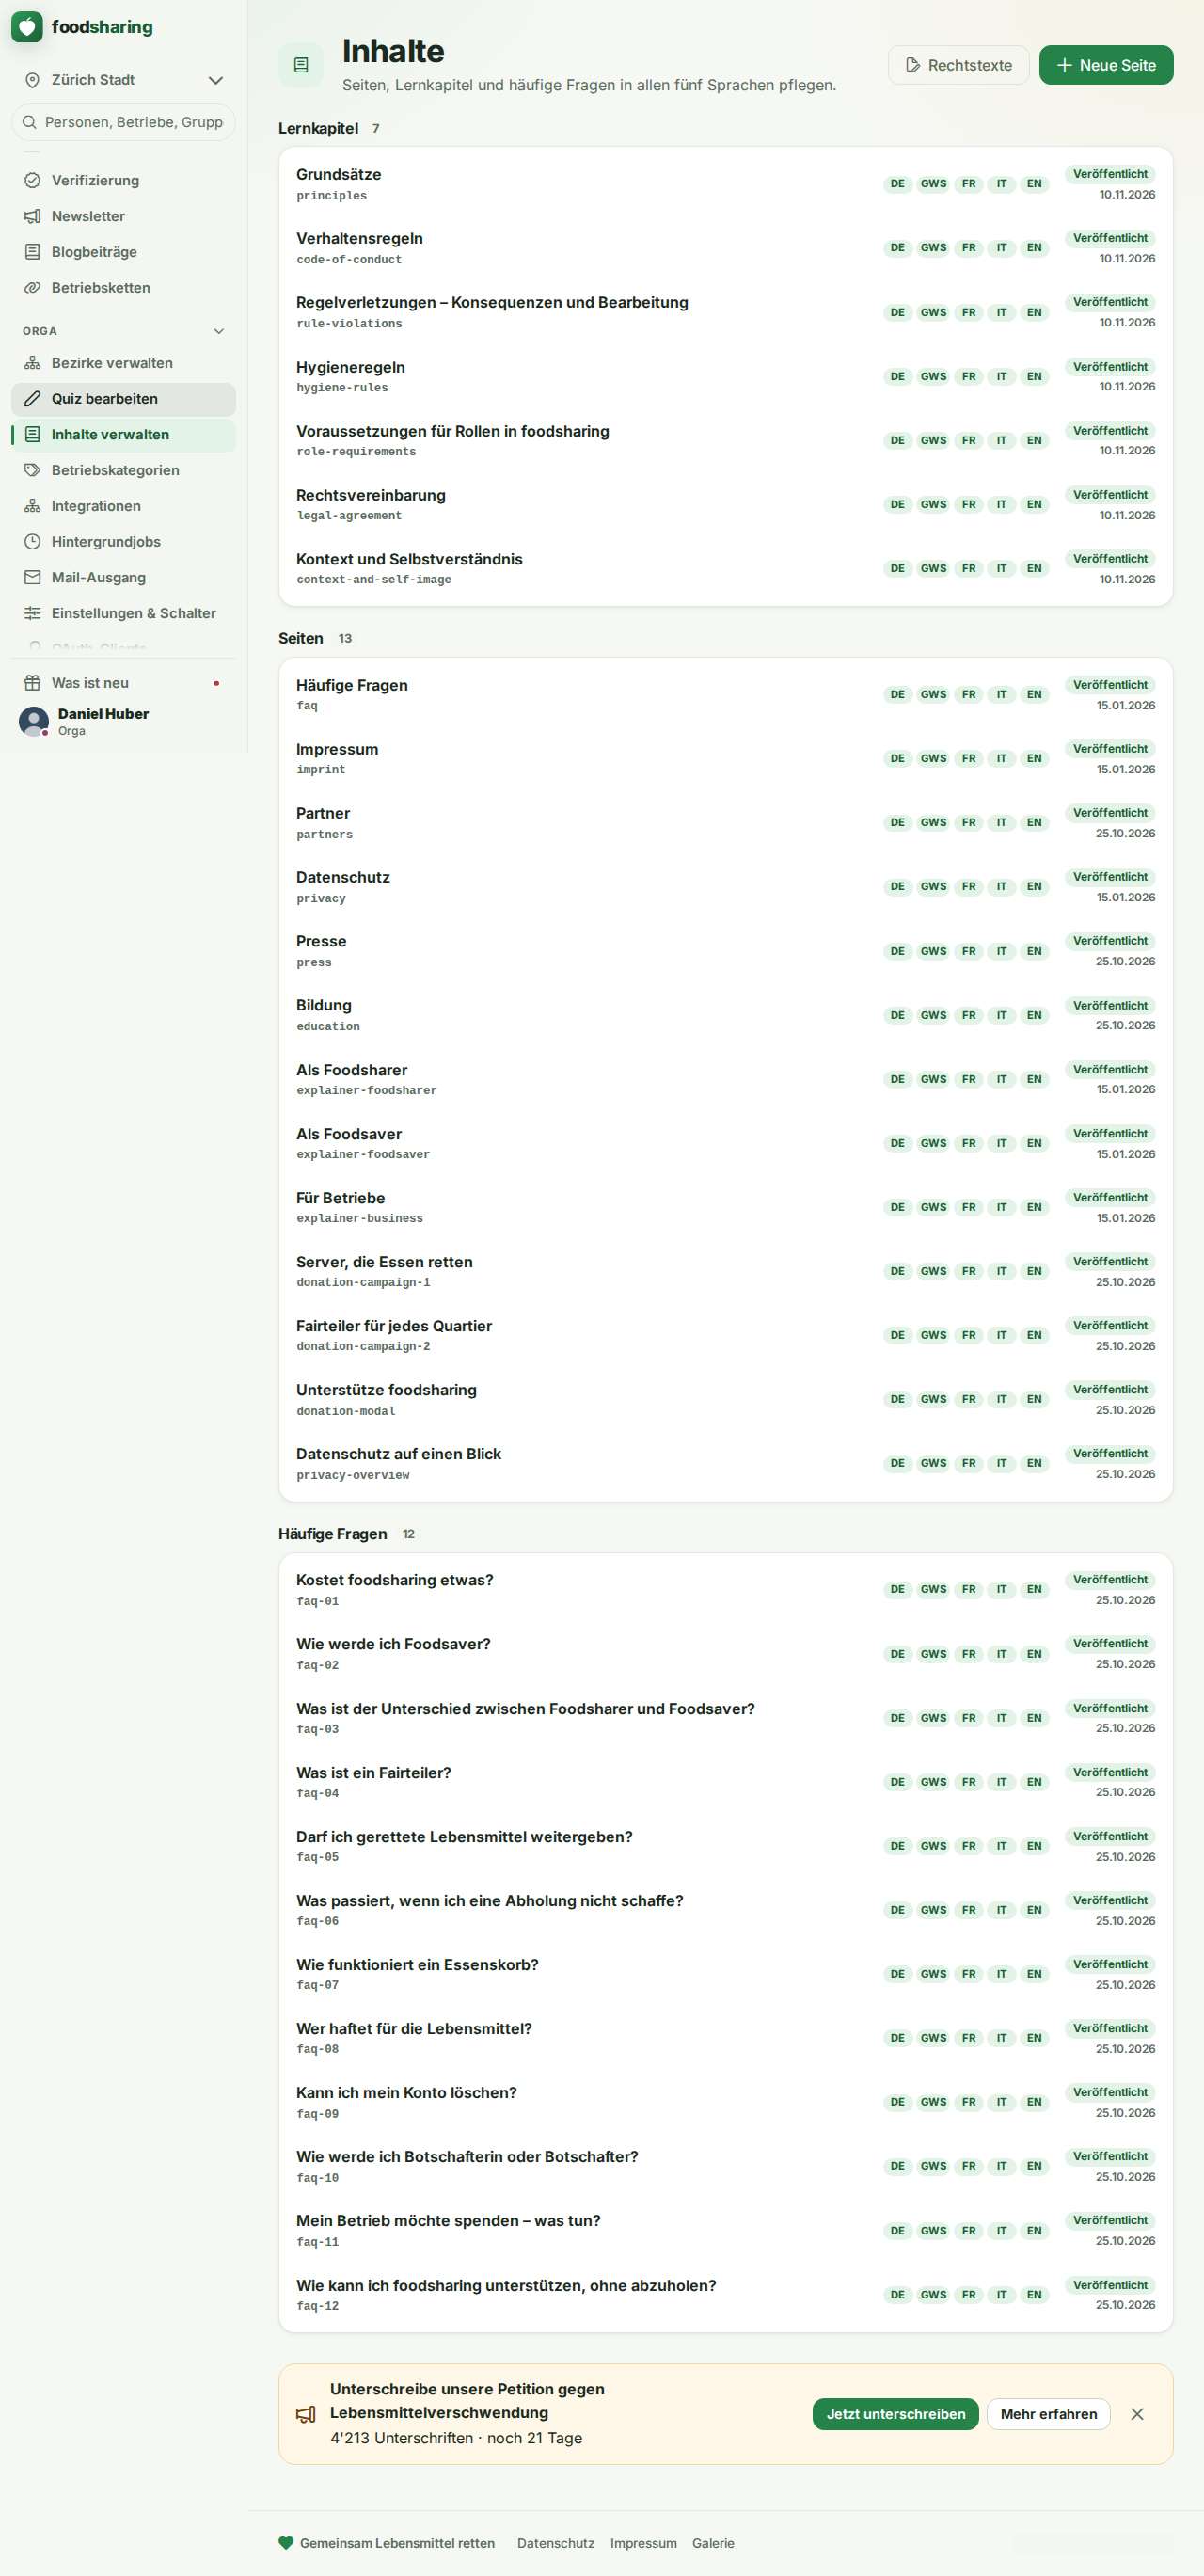 foodsharing
Zürich Stadt
Personen, Betriebe, Grupp
Verifizierung
Newsletter
Blogbeiträge
Betriebsketten
ORGA
Bezirke verwalten
Quiz bearbeiten
Inhalte verwalten
Betriebskategorien
Integrationen
Hintergrundjobs
Mail-Ausgang
Einstellungen & Schalter
OAuth-Clients
Was ist neu
Daniel Huber
Orga
Inhalte
Seiten, Lernkapitel und häufige Fragen in allen fünf Sprachen pflegen.
Rechtstexte
Neue Seite
Lernkapitel 7
Grundsätze
principles
DE GWS FR IT EN
Veröffentlicht
10.11.2026
Verhaltensregeln
code-of-conduct
DE GWS FR IT EN
Veröffentlicht
10.11.2026
Regelverletzungen – Konsequenzen und Bearbeitung
rule-violations
DE GWS FR IT EN
Veröffentlicht
10.11.2026
Hygieneregeln
hygiene-rules
DE GWS FR IT EN
Veröffentlicht
10.11.2026
Voraussetzungen für Rollen in foodsharing
role-requirements
DE GWS FR IT EN
Veröffentlicht
10.11.2026
Rechtsvereinbarung
legal-agreement
DE GWS FR IT EN
Veröffentlicht
10.11.2026
Kontext und Selbstverständnis
context-and-self-image
DE GWS FR IT EN
Veröffentlicht
10.11.2026
Seiten 13
Häufige Fragen
faq
DE GWS FR IT EN
Veröffentlicht
15.01.2026
Impressum
imprint
DE GWS FR IT EN
Veröffentlicht
15.01.2026
Partner
partners
DE GWS FR IT EN
Veröffentlicht
25.10.2026
Datenschutz
privacy
DE GWS FR IT EN
Veröffentlicht
15.01.2026
Presse
press
DE GWS FR IT EN
Veröffentlicht
25.10.2026
Bildung
education
DE GWS FR IT EN
Veröffentlicht
25.10.2026
Als Foodsharer
explainer-foodsharer
DE GWS FR IT EN
Veröffentlicht
15.01.2026
Als Foodsaver
explainer-foodsaver
DE GWS FR IT EN
Veröffentlicht
15.01.2026
Für Betriebe
explainer-business
DE GWS FR IT EN
Veröffentlicht
15.01.2026
Server, die Essen retten
donation-campaign-1
DE GWS FR IT EN
Veröffentlicht
25.10.2026
Fairteiler für jedes Quartier
donation-campaign-2
DE GWS FR IT EN
Veröffentlicht
25.10.2026
Unterstütze foodsharing
donation-modal
DE GWS FR IT EN
Veröffentlicht
25.10.2026
Datenschutz auf einen Blick
privacy-overview
DE GWS FR IT EN
Veröffentlicht
25.10.2026
Häufige Fragen 12
Kostet foodsharing etwas?
faq-01
DE GWS FR IT EN
Veröffentlicht
25.10.2026
Wie werde ich Foodsaver?
faq-02
DE GWS FR IT EN
Veröffentlicht
25.10.2026
Was ist der Unterschied zwischen Foodsharer und Foodsaver?
faq-03
DE GWS FR IT EN
Veröffentlicht
25.10.2026
Was ist ein Fairteiler?
faq-04
DE GWS FR IT EN
Veröffentlicht
25.10.2026
Darf ich gerettete Lebensmittel weitergeben?
faq-05
DE GWS FR IT EN
Veröffentlicht
25.10.2026
Was passiert, wenn ich eine Abholung nicht schaffe?
faq-06
DE GWS FR IT EN
Veröffentlicht
25.10.2026
Wie funktioniert ein Essenskorb?
faq-07
DE GWS FR IT EN
Veröffentlicht
25.10.2026
Wer haftet für die Lebensmittel?
faq-08
DE GWS FR IT EN
Veröffentlicht
25.10.2026
Kann ich mein Konto löschen?
faq-09
DE GWS FR IT EN
Veröffentlicht
25.10.2026
Wie werde ich Botschafterin oder Botschafter?
faq-10
DE GWS FR IT EN
Veröffentlicht
25.10.2026
Mein Betrieb möchte spenden – was tun?
faq-11
DE GWS FR IT EN
Veröffentlicht
25.10.2026
Wie kann ich foodsharing unterstützen, ohne abzuholen?
faq-12
DE GWS FR IT EN
Veröffentlicht
25.10.2026
Unterschreibe unsere Petition gegen
Lebensmittelverschwendung
4'213 Unterschriften · noch 21 Tage
Jetzt unterschreiben
Mehr erfahren
Gemeinsam Lebensmittel retten
Datenschutz
Impressum
Galerie